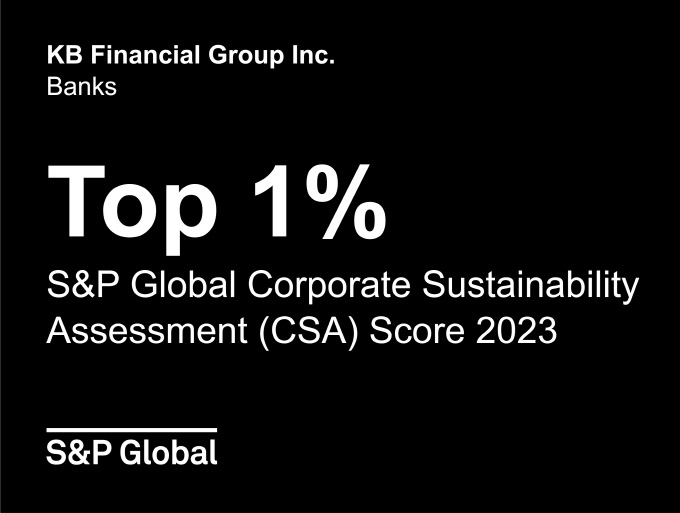 KB Financial Group Inc.
Banks
Top 1%
S&P Global Corporate Sustainability
Assessment (CSA) Score 2023
S&P Global